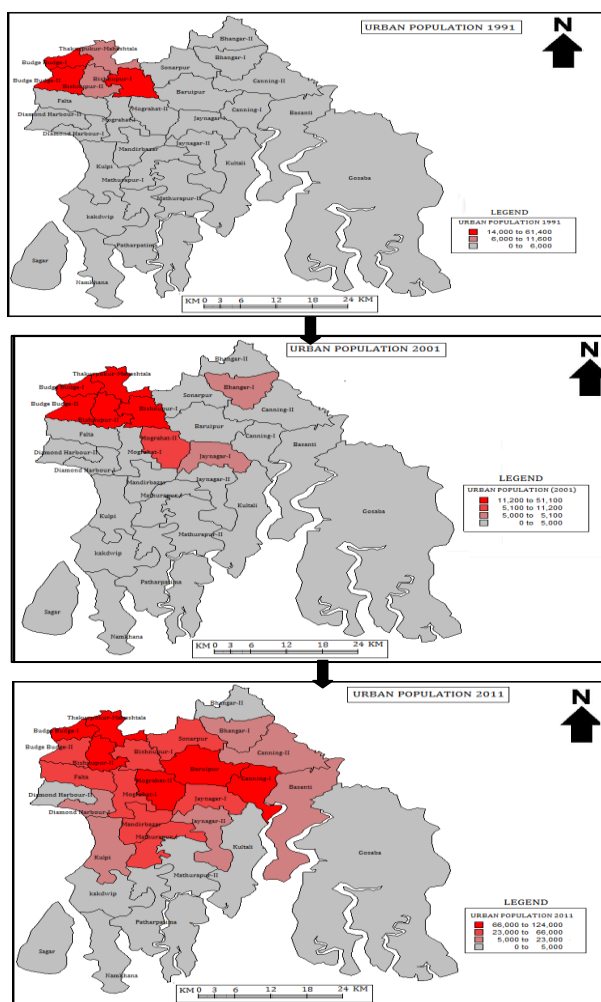 URBAN POPULATION 1991
N
Bhangar-II
Thakurpukur-Maheshtala
Bhangar-I
Budge Budge-I
Sonarpur
Canning-II
Budge Budge-II
Bishnupur-I
Bishnupur-II
Baruipur
Falta
Mograhat-II
Canning-I
Basanti
Diamond Harbour-II
Mograhat-I
Jaynagar-I
Diamond Harbour-I
Mandirbazar
Jaynagar-II
Kulpi
Kultali
Mathurapur-I
Gosaba
Mathurapur-II
kakdwip
Patharpatima
Sagar
Namkhana
LEGEND
URBAN POPULATION 1991
14,000 to 61,400
6,000 to 11,600
0 to 6,000
KM 0 3 6 12 18 24 KM
URBAN POPULATION 2001
N
Bhangar-II
Thakurpukur-Maheshtala
Budge Budge-I
Bhangar-I
Sonarpur
Budge Budge-II
Bishnupur-I
Canning-II
Bishnupur-II
Baruipur
Falta
Mograhat-II
Canning-I
Basanti
Diamond Harbour-II
Mograhat-I
Jaynagar-I
Diamond Harbour-I
Mandirbazar
Jaynagar-II
Mathurapur-I
Kultali
Kulpi
Gosaba
Mathurapur-II
kakdwip
Patharpatima
Sagar
Namkhana
LEGEND
URBAN POPULATION (2001)
11,200 to 51,100
5,100 to 11,200
5,000 to 5,100
0 to 5,000
KM 0 3 6 12 18 24 KM
URBAN POPULATION 2011
N
Bhangar-II
Thakurpukur-Maheshtala
Budge Budge-I
Bhangar-I
Sonarpur
Budge Budge-II
Bishnupur-I
Canning-II
Bishnupur-II
Baruipur
Falta
Mograhat-II
Canning-I
Basanti
Diamond Harbour-II
Mograhat-I
Jaynagar-I
Diamond Harbour-I
Mandirbazar
Jaynagar-II
Mathurapur-I
Kultali
Kulpi
Gosaba
Mathurapur-II
kakdwip
Patharpatima
Sagar
Namkhana
LEGEND
URBAN POPULATION 2011
66,000 to 124,000
23,000 to 66,000
5,000 to 23,000
0 to 5,000
KM 0 3 6 12 18 24 KM